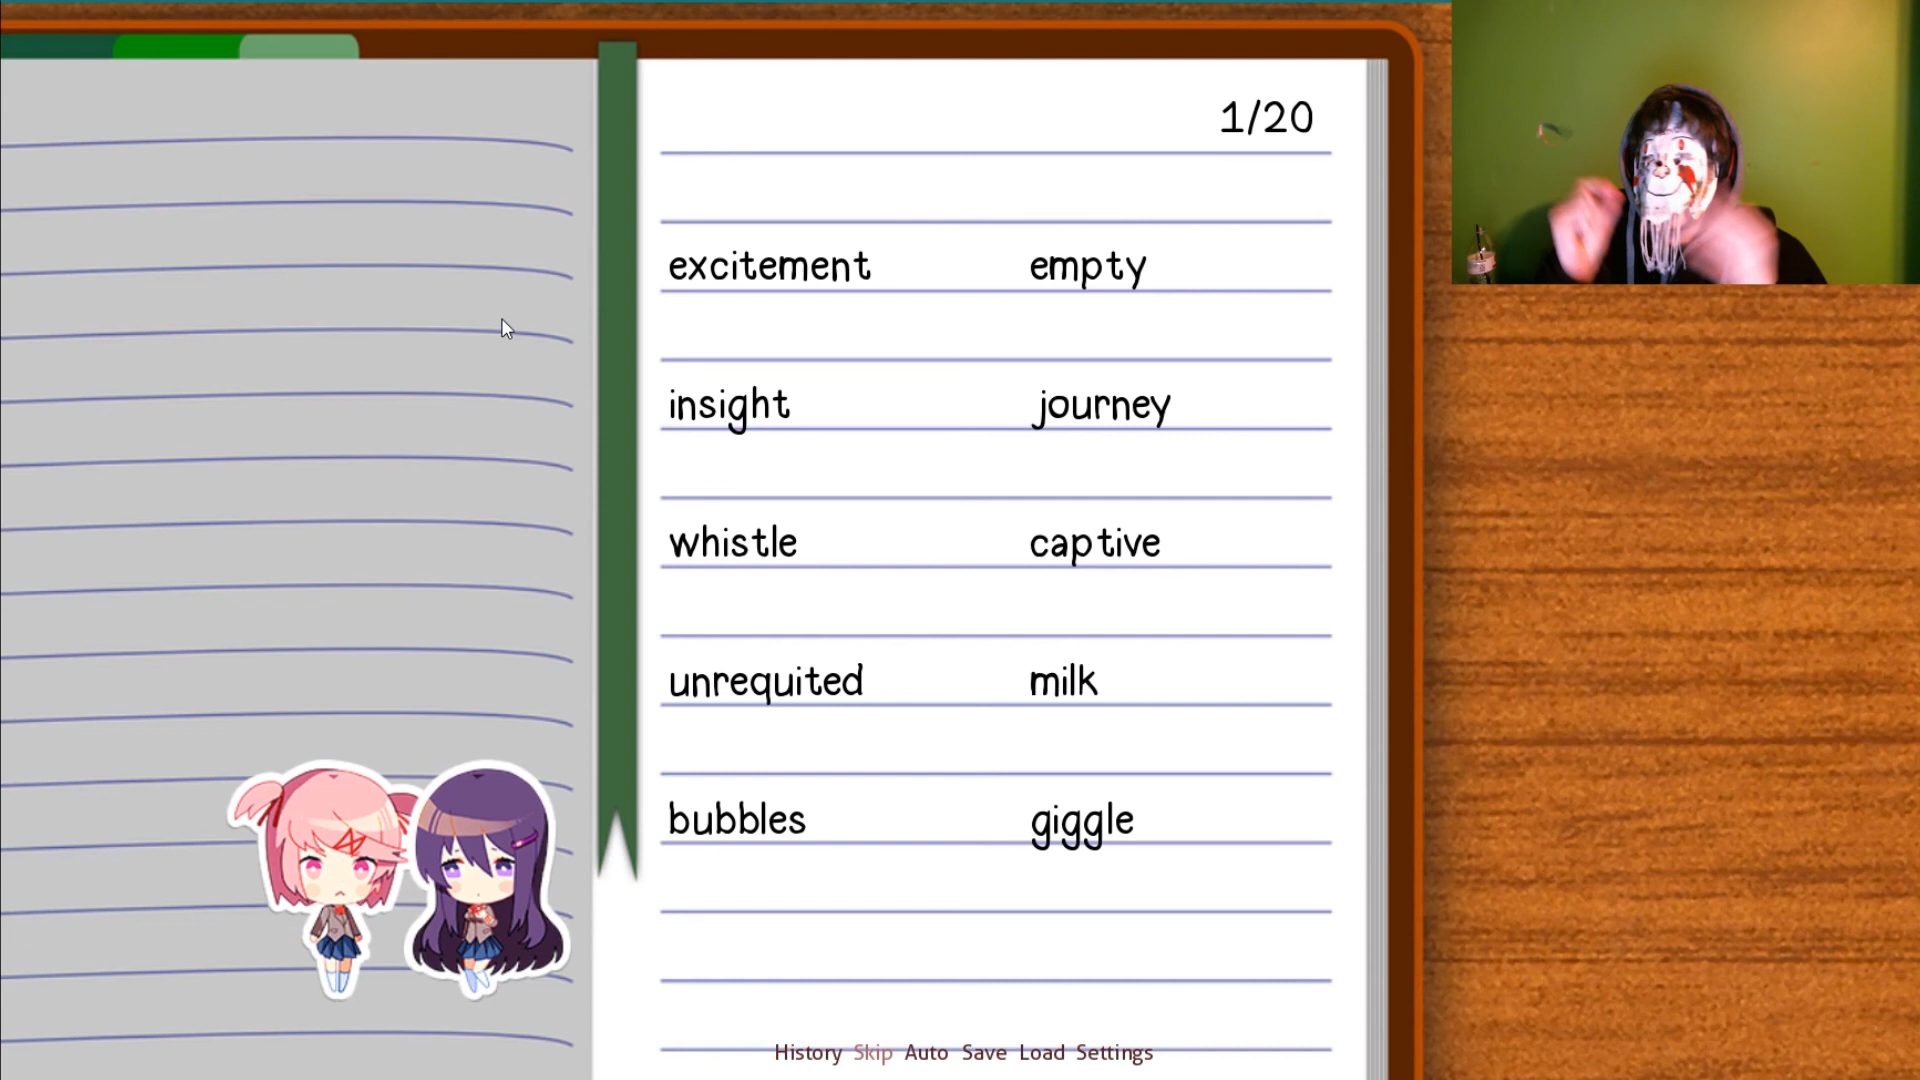 1/20
excitement empty
insight journey
whistle captive
unrequited milk
bubbles giggle
History Skip Auto Save Load Settings